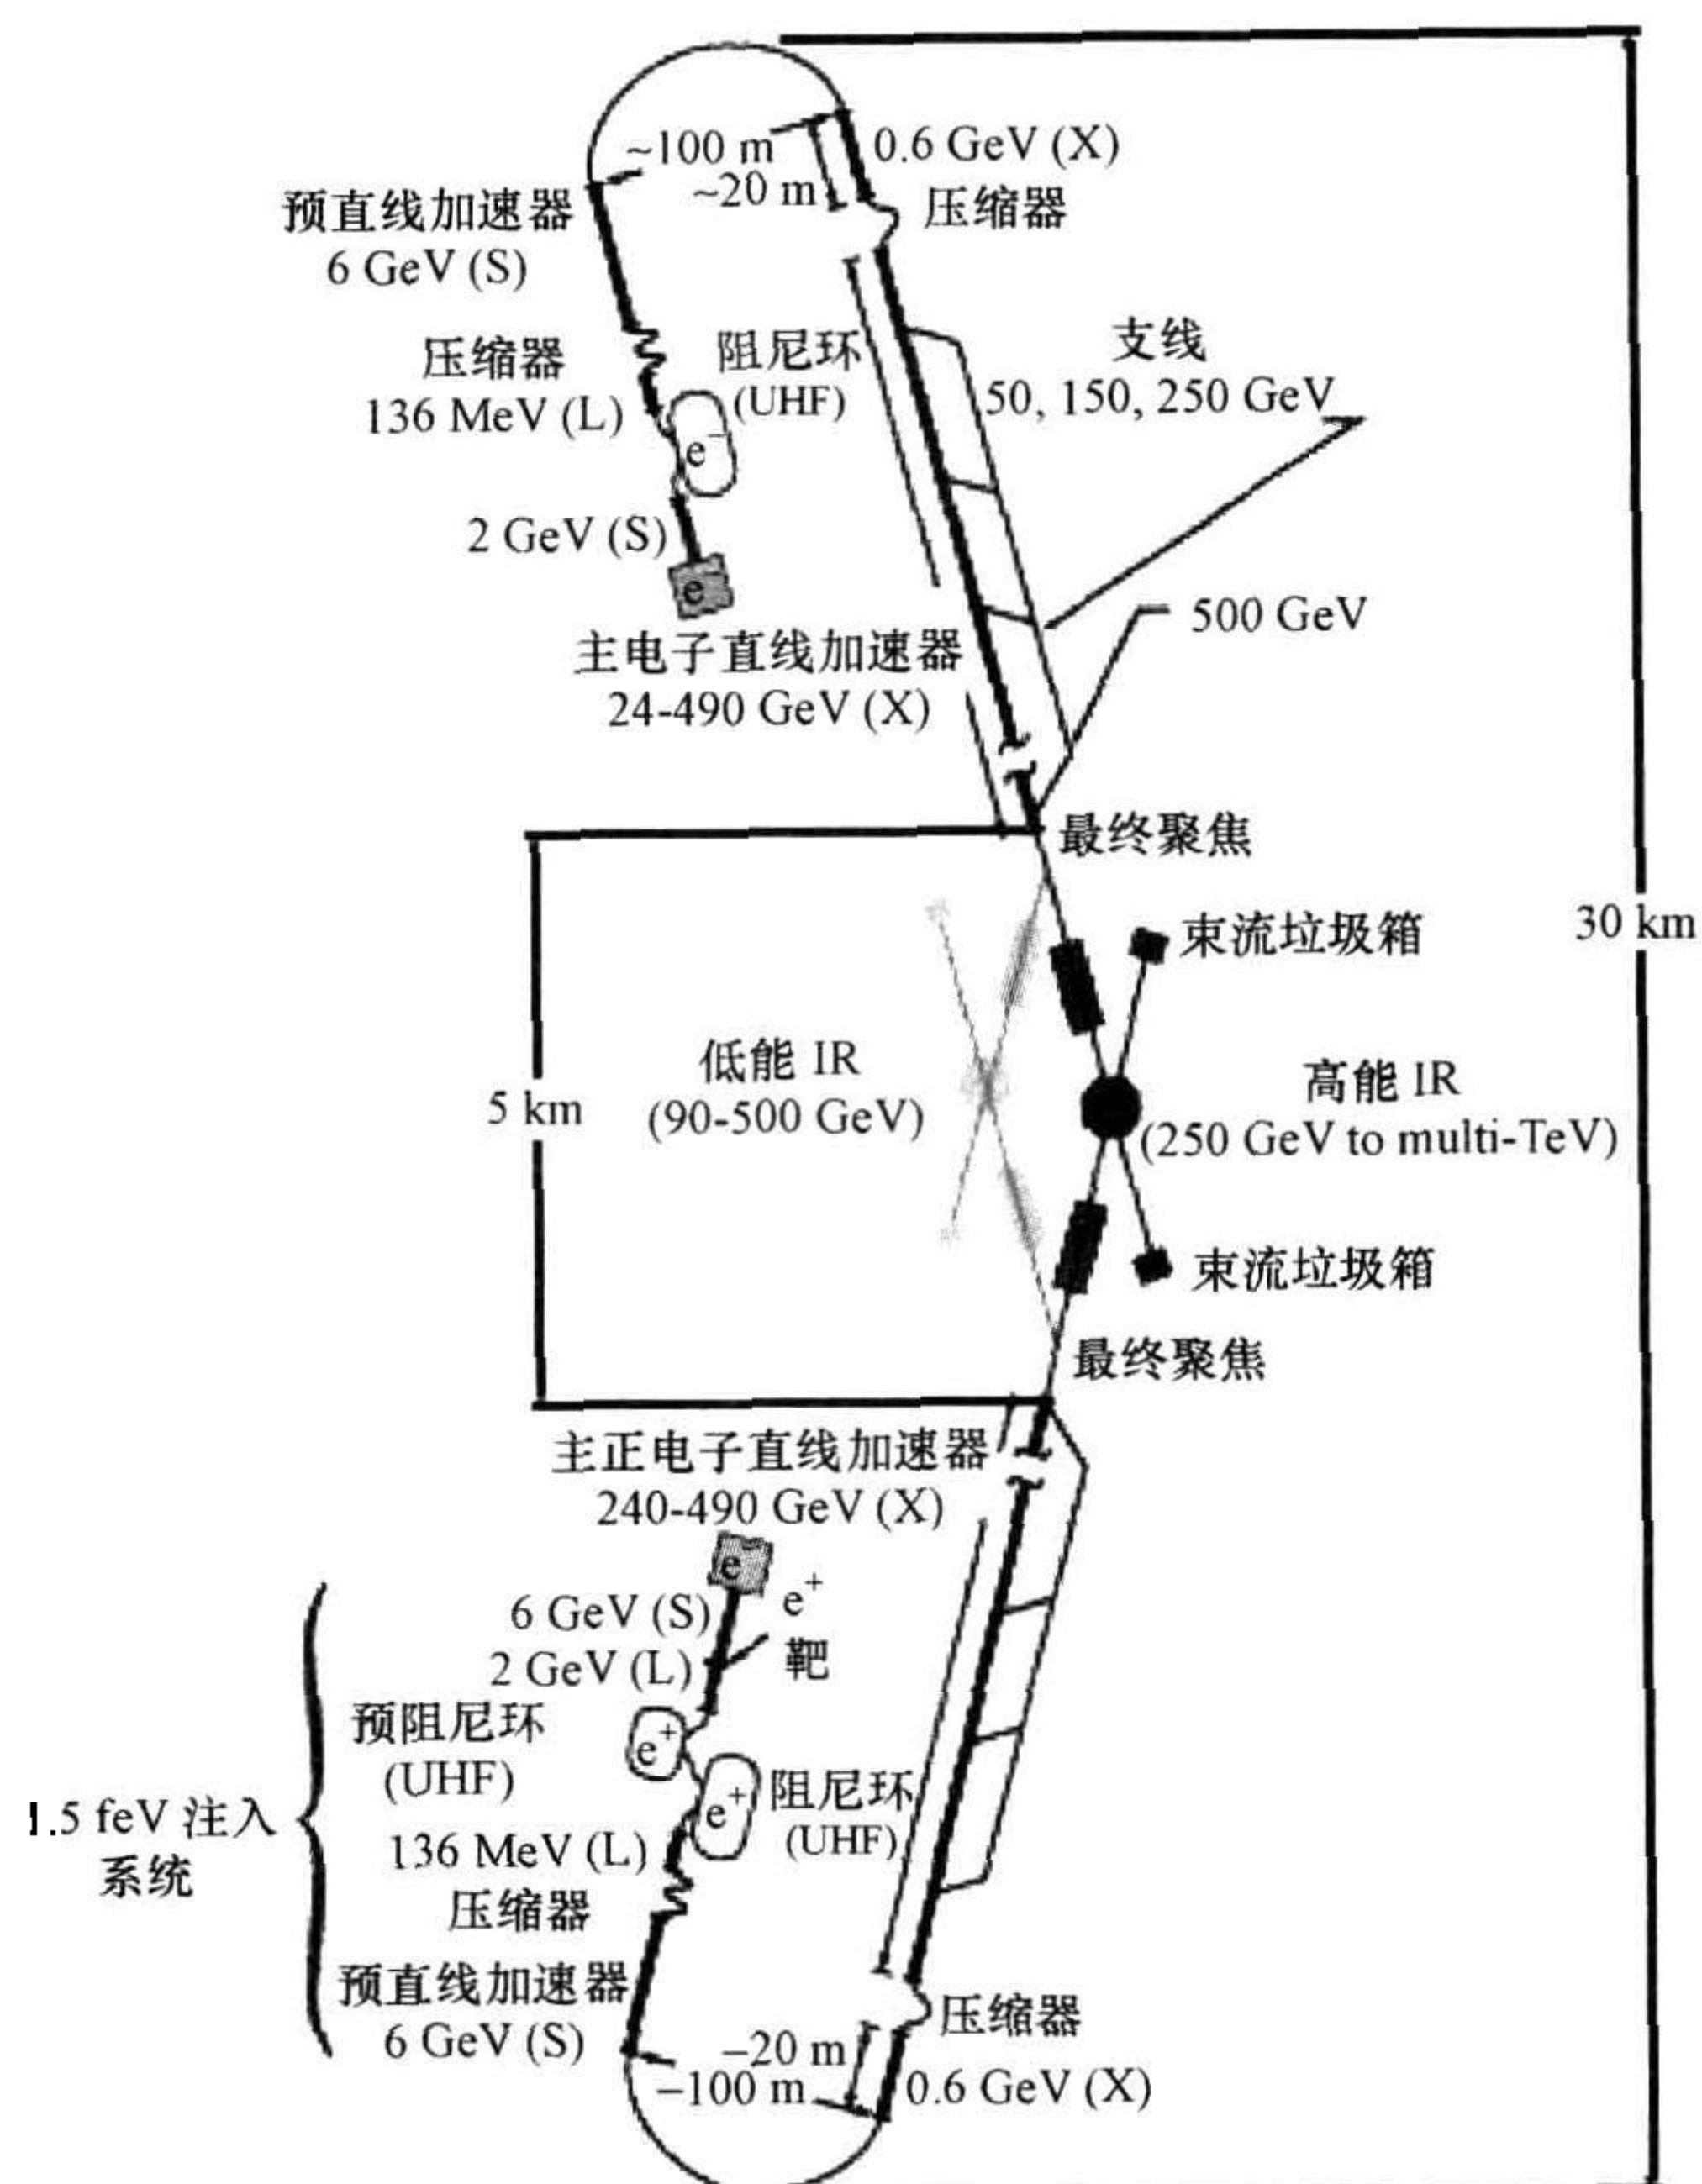 ~100 m
0.6 GeV (X)
~20 m
压缩器
预直线加速器
6 GeV (S)
压缩器
136 MeV (L)
阻尼环
(UHF)
e⁻
支线
50, 150, 250 GeV
2 GeV (S)
e
500 GeV
主电子直线加速器
24-490 GeV (X)
最终聚焦
束流垃圾箱
30 km
低能 IR
(90-500 GeV)
5 km
高能 IR
(250 GeV to multi-TeV)
束流垃圾箱
最终聚焦
主正电子直线加速器
240-490 GeV (X)
e
e⁺
靶
6 GeV (S)
2 GeV (L)
预阻尼环
(UHF)
e⁺
e⁺
阻尼环
(UHF)
1.5 feV 注入
系统
136 MeV (L)
压缩器
预直线加速器
6 GeV (S)
压缩器
–20 m
–100 m
0.6 GeV (X)